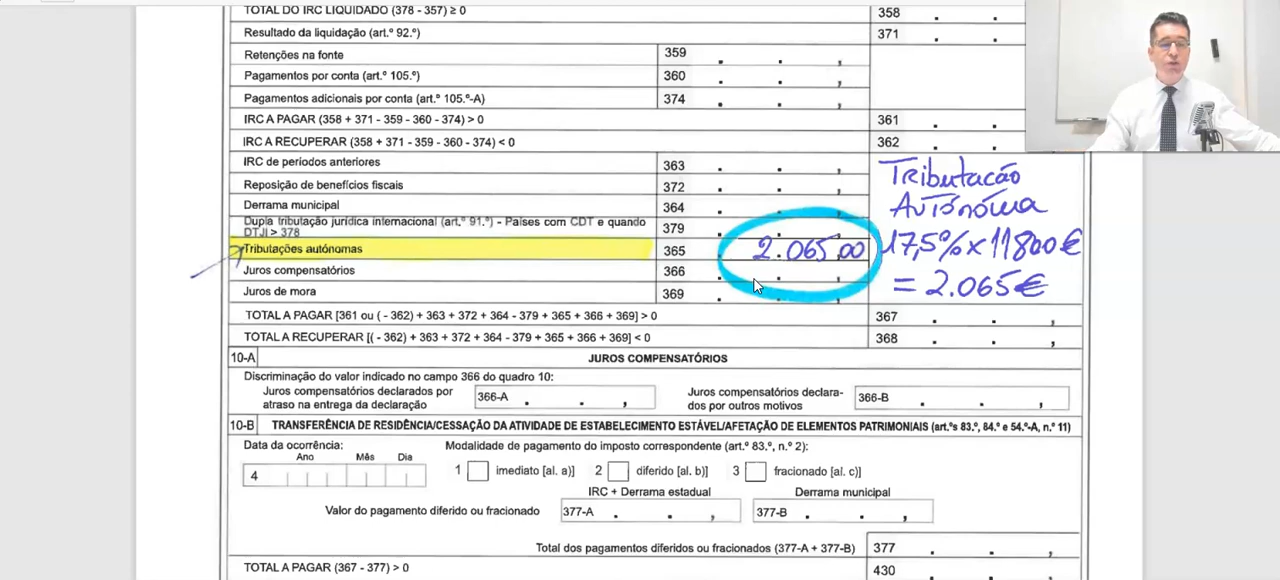 TOTAL DO IRC LIQUIDADO (378 - 357) ≥ 0 358 . . 
Resultado da liquidação (art.º 92.º) 371 . .
Retenções na fonte 359 . . ,
Pagamentos por conta (art.º 105.º) 360 . . ,
Pagamentos adicionais por conta (art.º 105.º-A) 374 . . ,
IRC A PAGAR (358 + 371 - 359 - 360 - 374) > 0 361 . .
IRC A RECUPERAR (358 + 371 - 359 - 360 - 374) < 0 362 . .
IRC de períodos anteriores 363 . . ,
Reposição de benefícios fiscais 372 . . ,
Derrama municipal 364 . . ,
Dupla tributação jurídica internacional (art.º 91.º) - Países com CDT e quando
DTJI > 378 379 . . ,
Tributações autónomas 365 2.065,00
Juros compensatórios 366 . . ,
Juros de mora 369 . . ,
Tributacão
Autónoma
17,5% x 11800€
= 2.065€
TOTAL A PAGAR [361 ou ( - 362) + 363 + 372 + 364 - 379 + 365 + 366 + 369] > 0 367 . . ,
TOTAL A RECUPERAR [( - 362) + 363 + 372 + 364 - 379 + 365 + 366 + 369] < 0 368 . . ,
10-A JUROS COMPENSATÓRIOS
Discriminação do valor indicado no campo 366 do quadro 10:
Juros compensatórios declarados por
atraso na entrega da declaração 366-A . . ,
Juros compensatórios declara-
dos por outros motivos 366-B . . ,
10-B TRANSFERÊNCIA DE RESIDÊNCIA/CESSAÇÃO DA ATIVIDADE DE ESTABELECIMENTO ESTÁVEL/AFETAÇÃO DE ELEMENTOS PATRIMONIAIS (art.ºs 83.º, 84.º e 54.º-A, n.º 11)
Data da ocorrência: Modalidade de pagamento do imposto correspondente (art.º 83.º, n.º 2):
Ano Mês Dia
4 1 imediato [al. a)] 2 diferido [al. b)] 3 fracionado [al. c)]
IRC + Derrama estadual Derrama municipal
Valor do pagamento diferido ou fracionado 377-A . . , 377-B . . ,
Total dos pagamentos diferidos ou fracionados (377-A + 377-B) 377 . . ,
TOTAL A PAGAR (367 - 377) > 0 430 . . ,